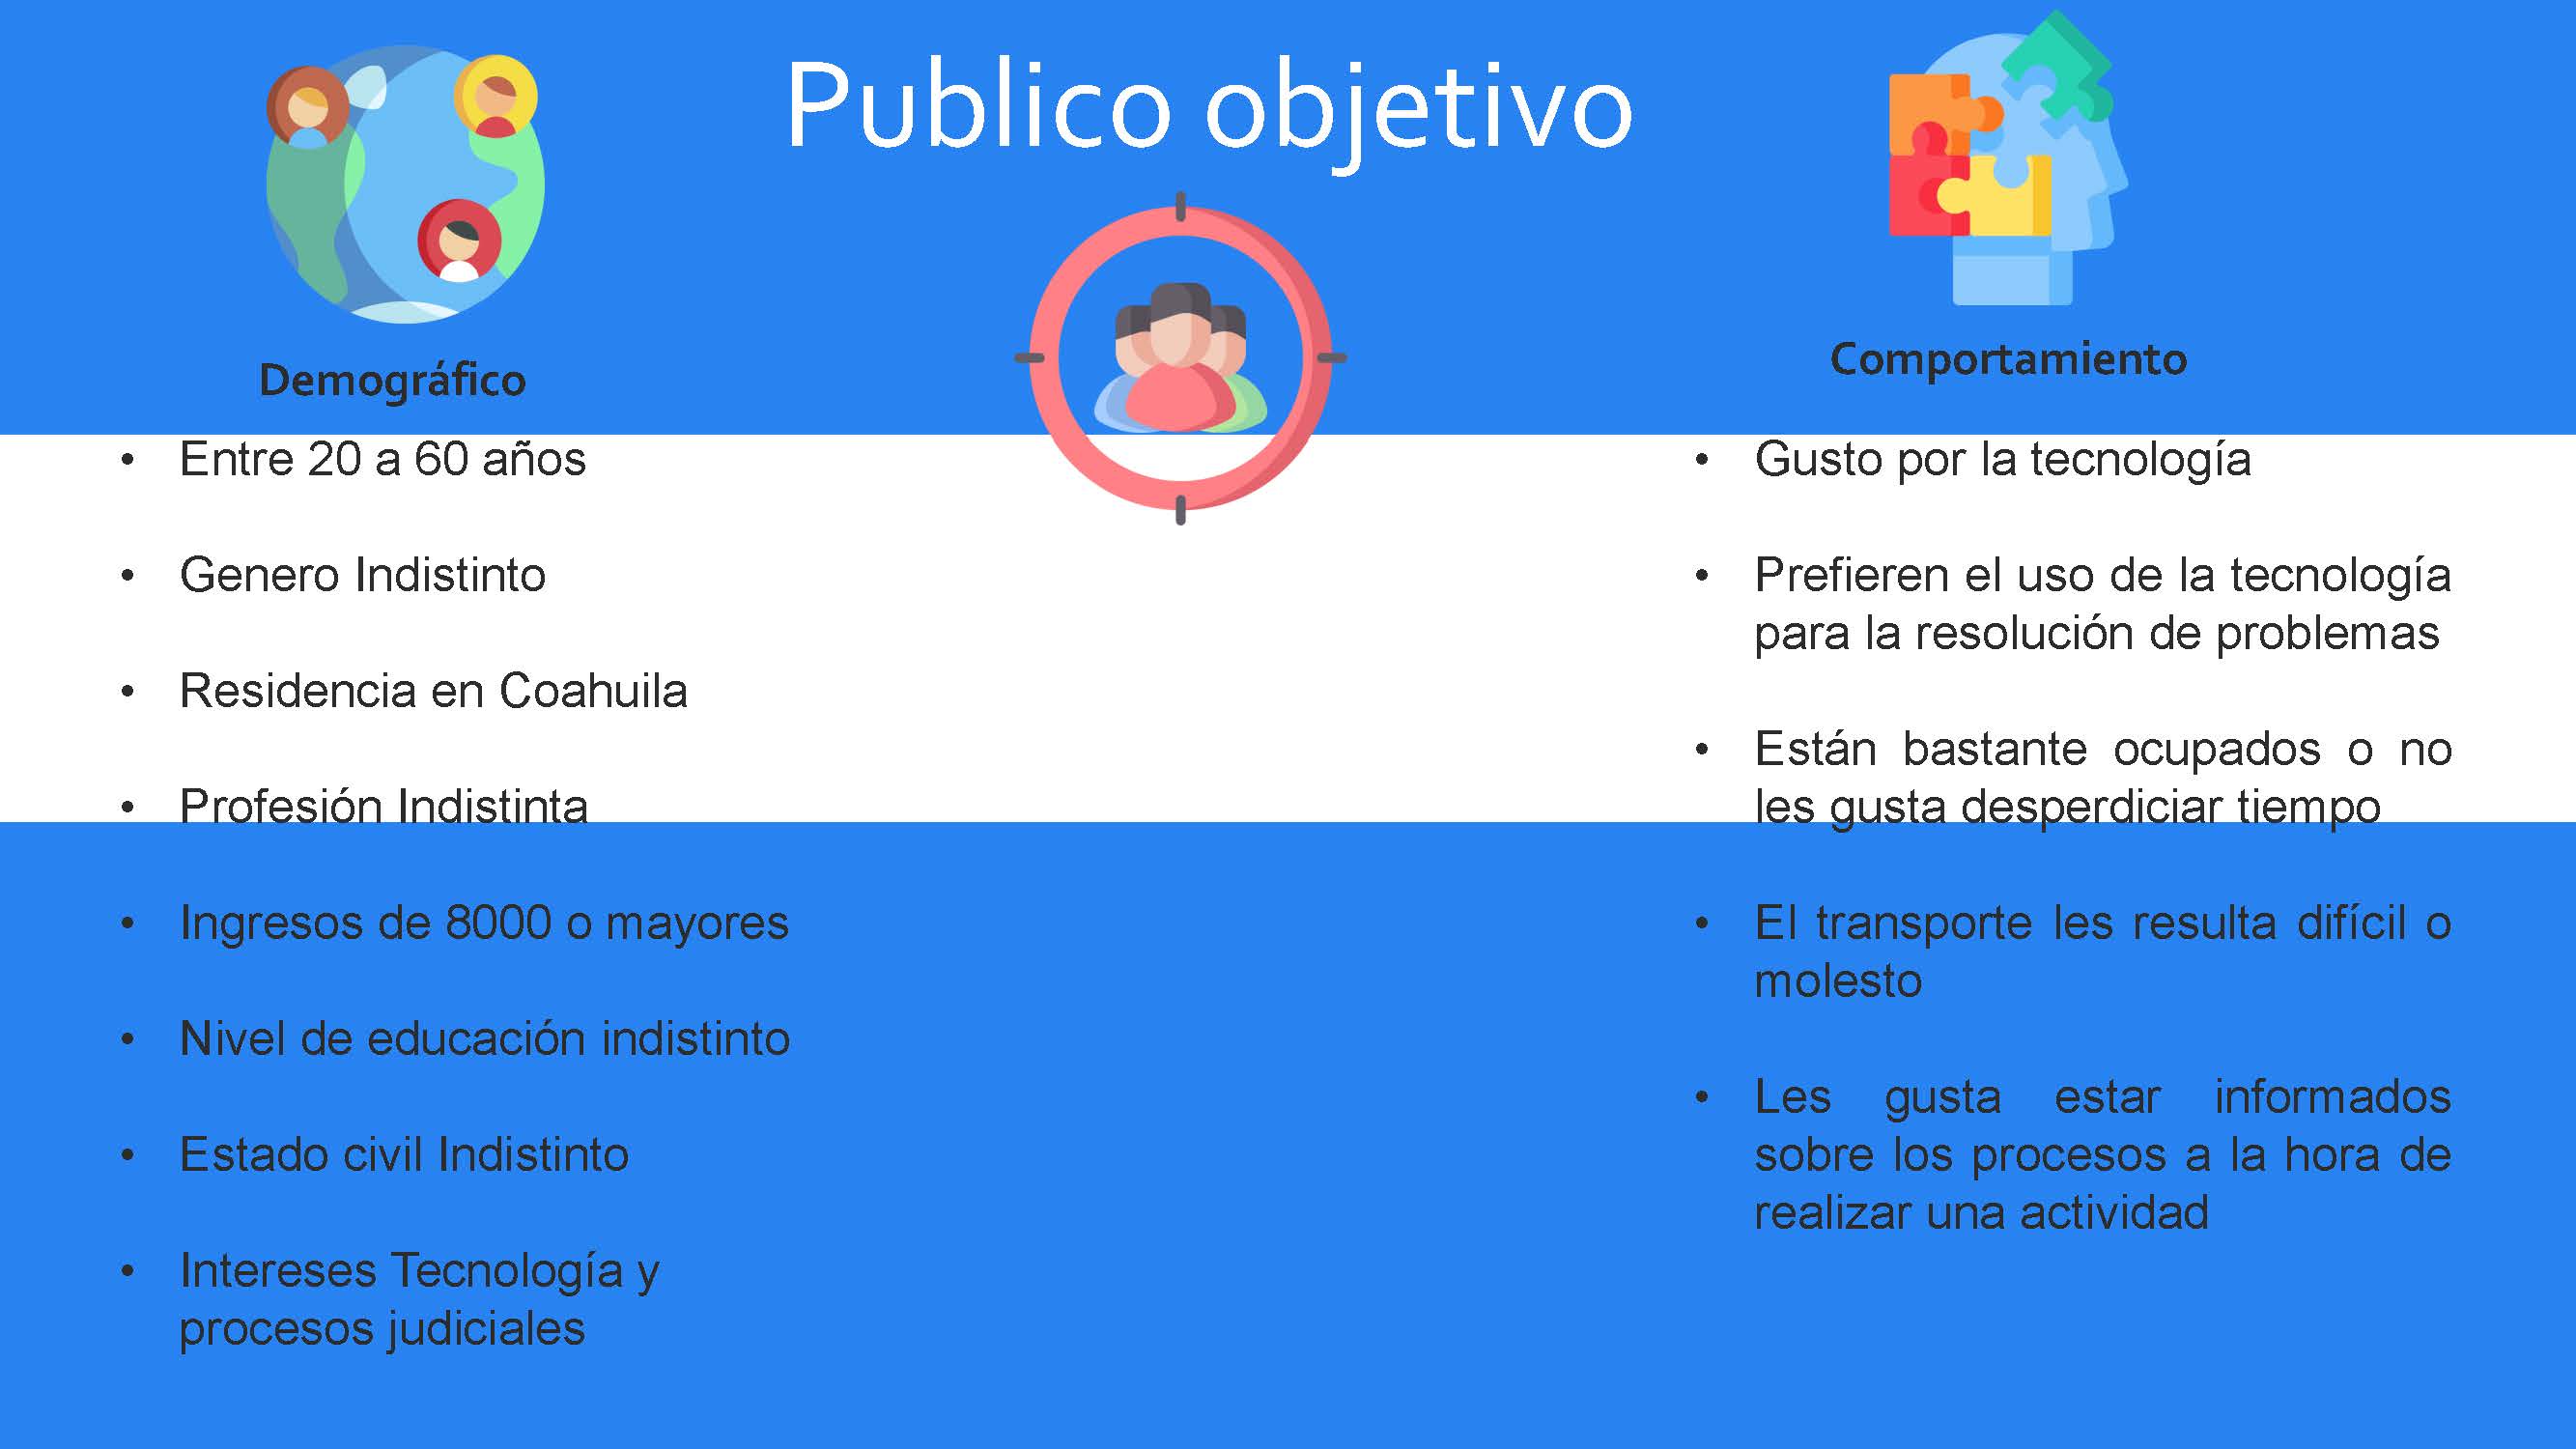 Publico objetivo
Demográfico
• Entre 20 a 60 años
• Genero Indistinto
• Residencia en Coahuila
• Profesión Indistinta
• Ingresos de 8000 o mayores
• Nivel de educación indistinto
• Estado civil Indistinto
• Intereses Tecnología y
procesos judiciales
Comportamiento
• Gusto por la tecnología
• Prefieren el uso de la tecnología
para la resolución de problemas
• Están bastante ocupados o no
les gusta desperdiciar tiempo
• El transporte les resulta difícil o
molesto
• Les gusta estar informados
sobre los procesos a la hora de
realizar una actividad